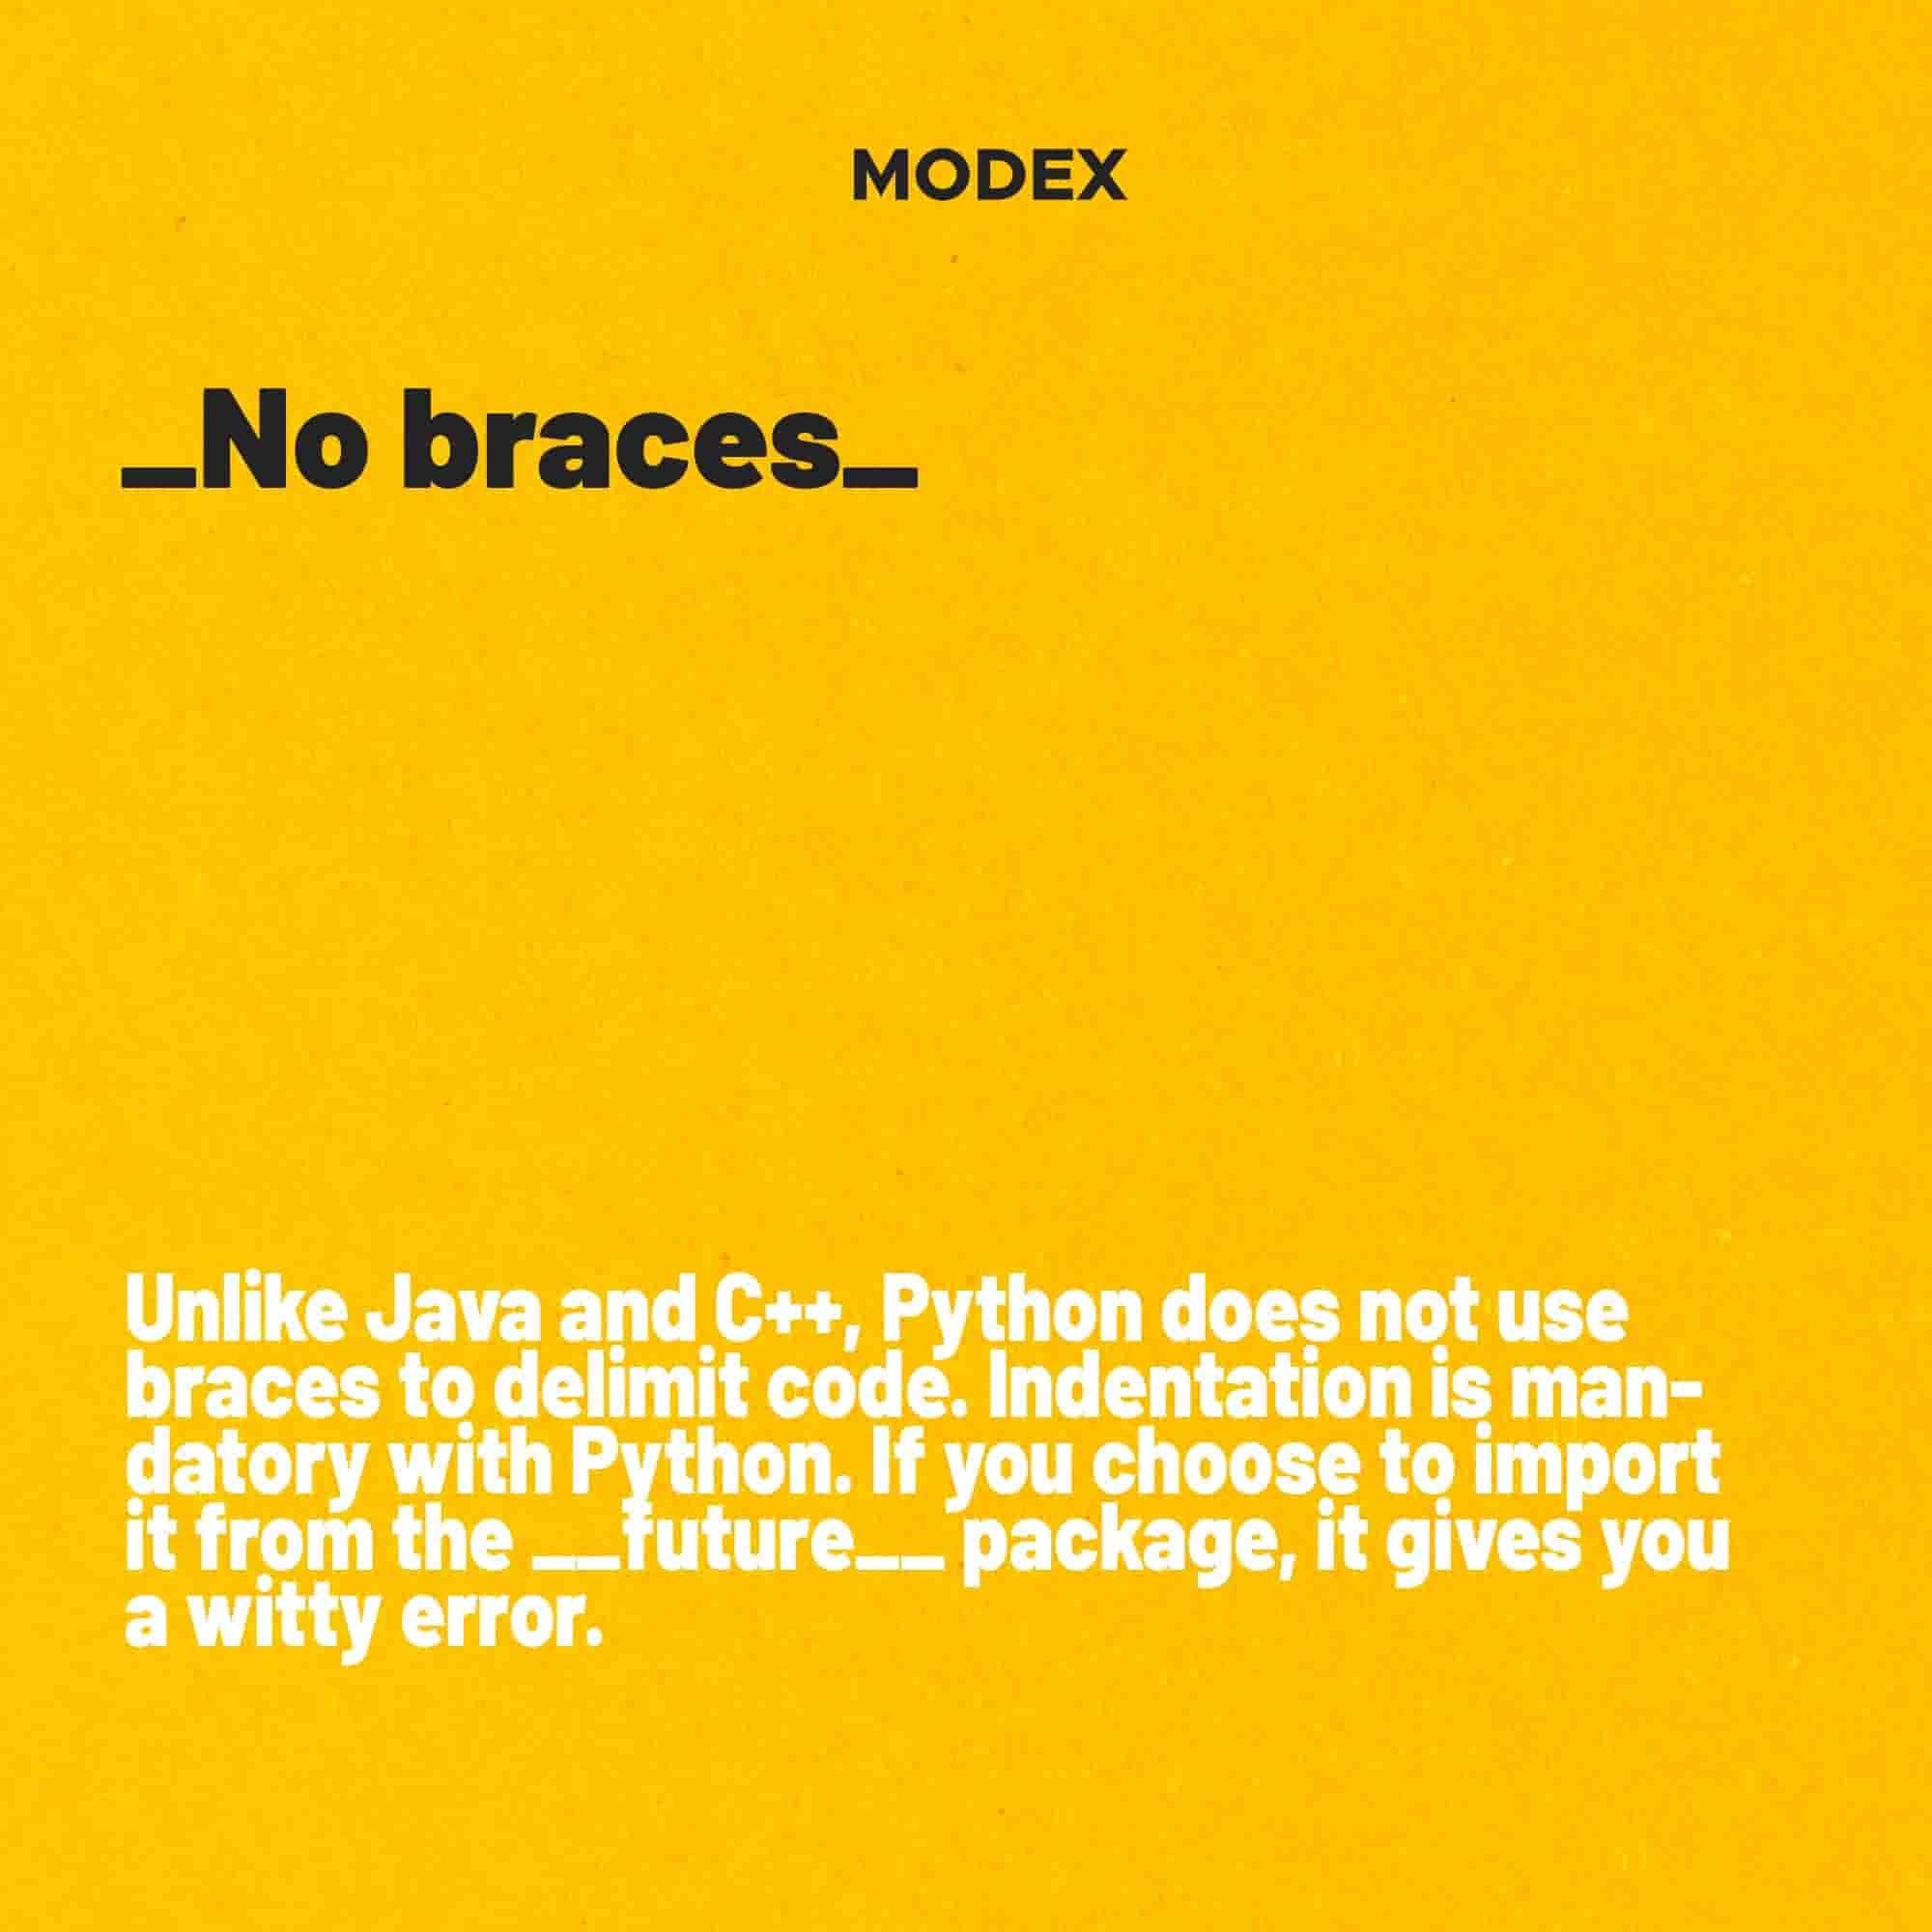 MODEX
_No braces_
Unlike Java and C++, Python does not use
braces to delimit code. Indentation is man-
datory with Python. If you choose to import
it from the __future__ package, it gives you
a witty error.